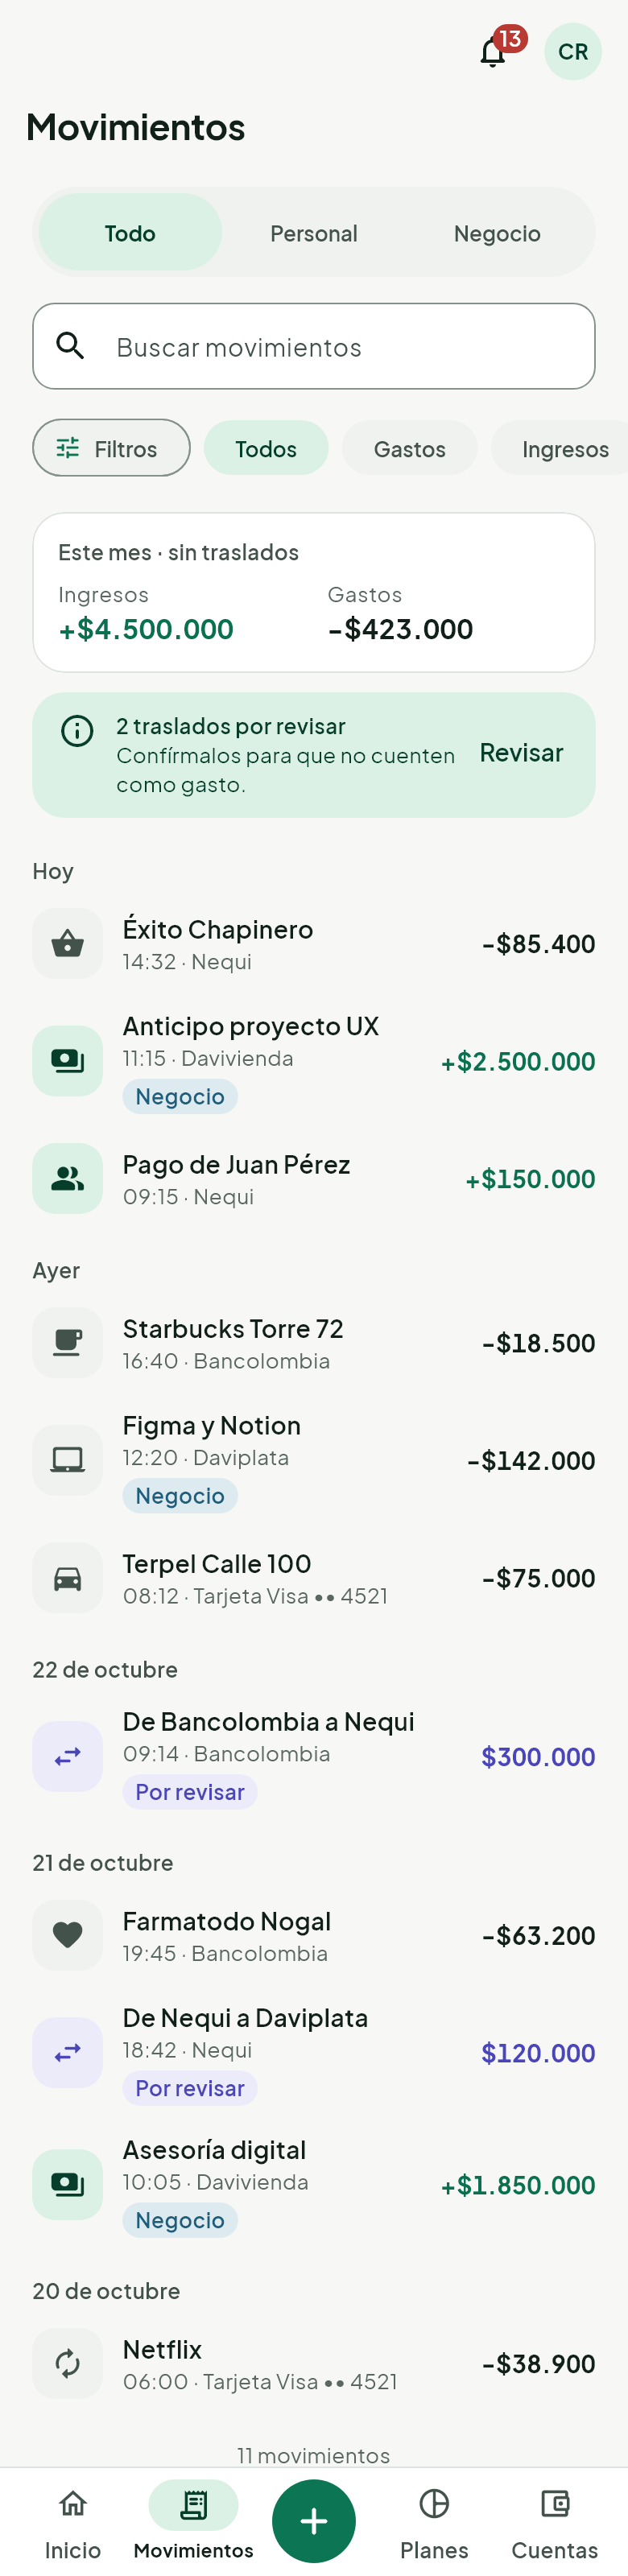 13
CR
Movimientos
Todo
Personal
Negocio
Buscar movimientos
Filtros
Todos
Gastos
Ingresos
Este mes · sin traslados
Ingresos
Gastos
+$4.500.000
-$423.000
2 traslados por revisar
Confírmalos para que no cuenten
como gasto.
Revisar
Hoy
Éxito Chapinero
14:32 · Nequi
-$85.400
Anticipo proyecto UX
11:15 · Davivienda
Negocio
+$2.500.000
Pago de Juan Pérez
09:15 · Nequi
+$150.000
Ayer
Starbucks Torre 72
16:40 · Bancolombia
-$18.500
Figma y Notion
12:20 · Daviplata
Negocio
-$142.000
Terpel Calle 100
08:12 · Tarjeta Visa •• 4521
-$75.000
22 de octubre
De Bancolombia a Nequi
09:14 · Bancolombia
Por revisar
$300.000
21 de octubre
Farmatodo Nogal
19:45 · Bancolombia
-$63.200
De Nequi a Daviplata
18:42 · Nequi
Por revisar
$120.000
Asesoría digital
10:05 · Davivienda
Negocio
+$1.850.000
20 de octubre
Netflix
06:00 · Tarjeta Visa •• 4521
-$38.900
11 movimientos
Inicio
Movimientos
Planes
Cuentas